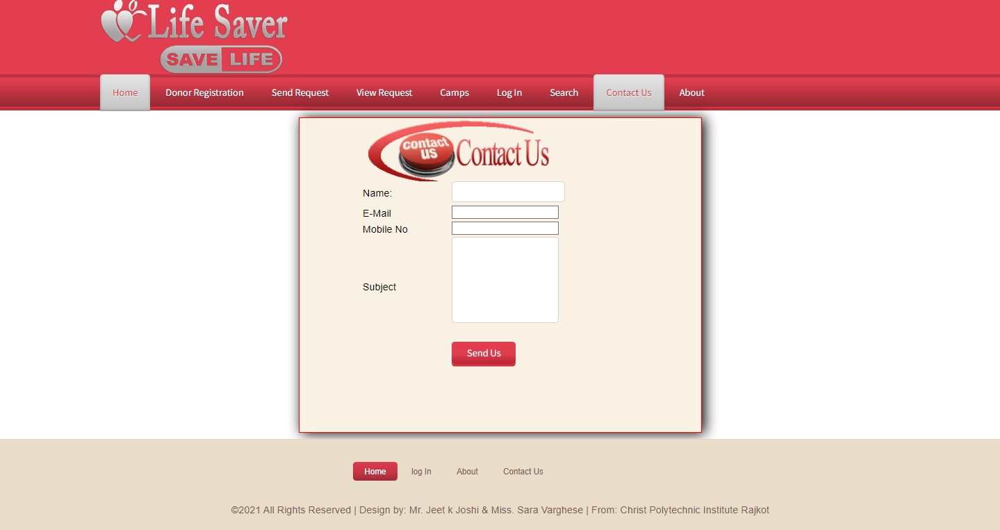 Life Saver
SAVE LIFE
Home Donor Registration Send Request View Request Camps Log In Search Contact Us About
contact US Contact Us
Name:
E-Mail
Mobile No
Subject
Send Us
Home log In About Contact Us
©2021 All Rights Reserved | Design by: Mr. Jeet k Joshi & Miss. Sara Varghese | From: Christ Polytechnic Institute Rajkot